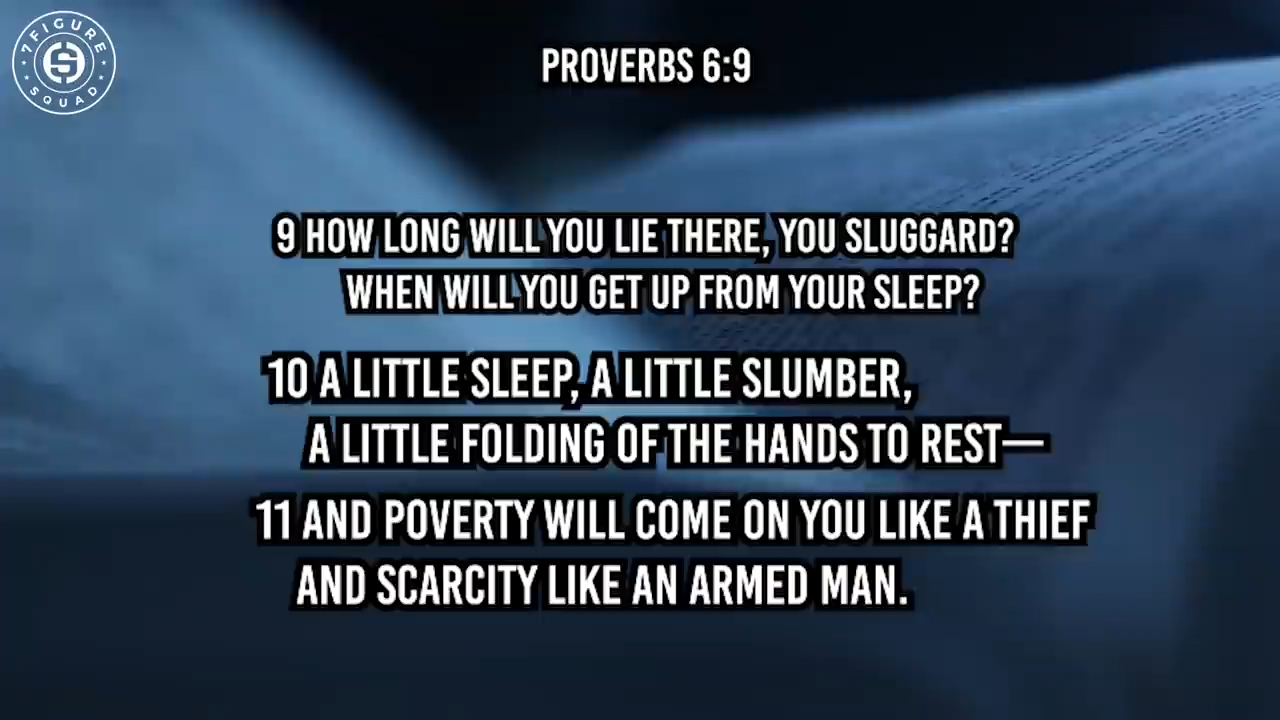 7FIGURE
SQUAD
PROVERBS 6:9
9 HOW LONG WILL YOU LIE THERE, YOU SLUGGARD?
WHEN WILL YOU GET UP FROM YOUR SLEEP?
10 A LITTLE SLEEP, A LITTLE SLUMBER,
A LITTLE FOLDING OF THE HANDS TO REST—
11 AND POVERTY WILL COME ON YOU LIKE A THIEF
AND SCARCITY LIKE AN ARMED MAN.